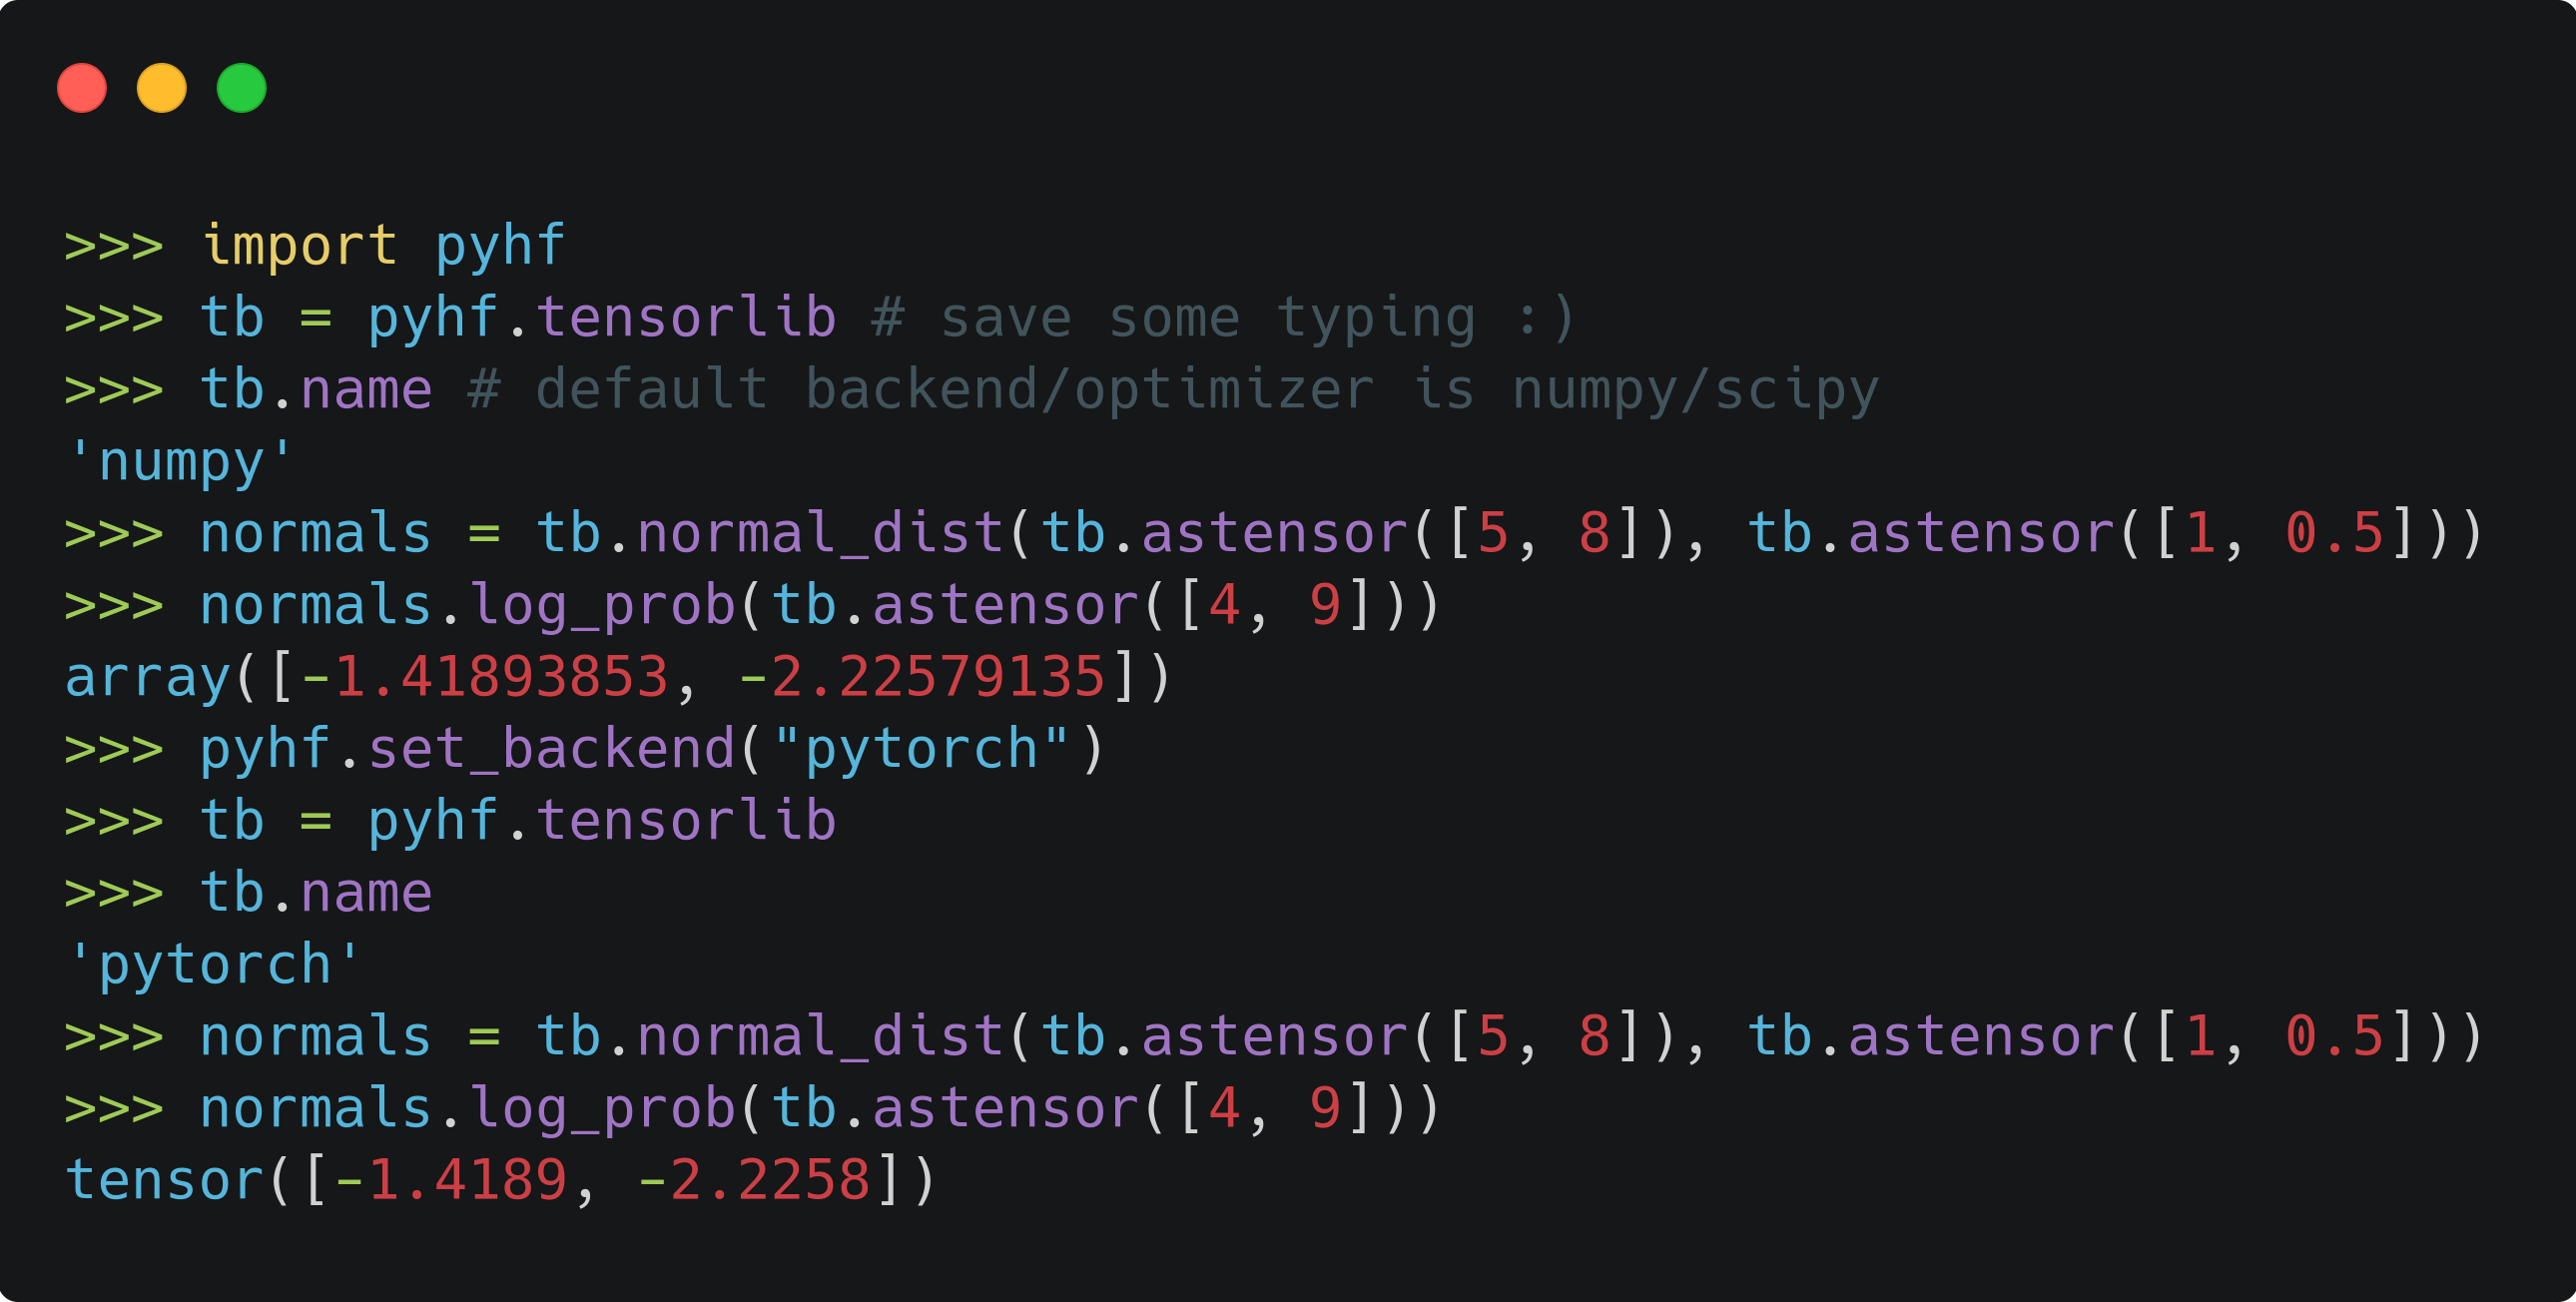 >>> import pyhf
>>> tb = pyhf.tensorlib # save some typing :)
>>> tb.name # default backend/optimizer is numpy/scipy
'numpy'
>>> normals = tb.normal_dist(tb.astensor([5, 8]), tb.astensor([1, 0.5]))
>>> normals.log_prob(tb.astensor([4, 9]))
array([-1.41893853, -2.22579135])
>>> pyhf.set_backend("pytorch")
>>> tb = pyhf.tensorlib
>>> tb.name
'pytorch'
>>> normals = tb.normal_dist(tb.astensor([5, 8]), tb.astensor([1, 0.5]))
>>> normals.log_prob(tb.astensor([4, 9]))
tensor([-1.4189, -2.2258])